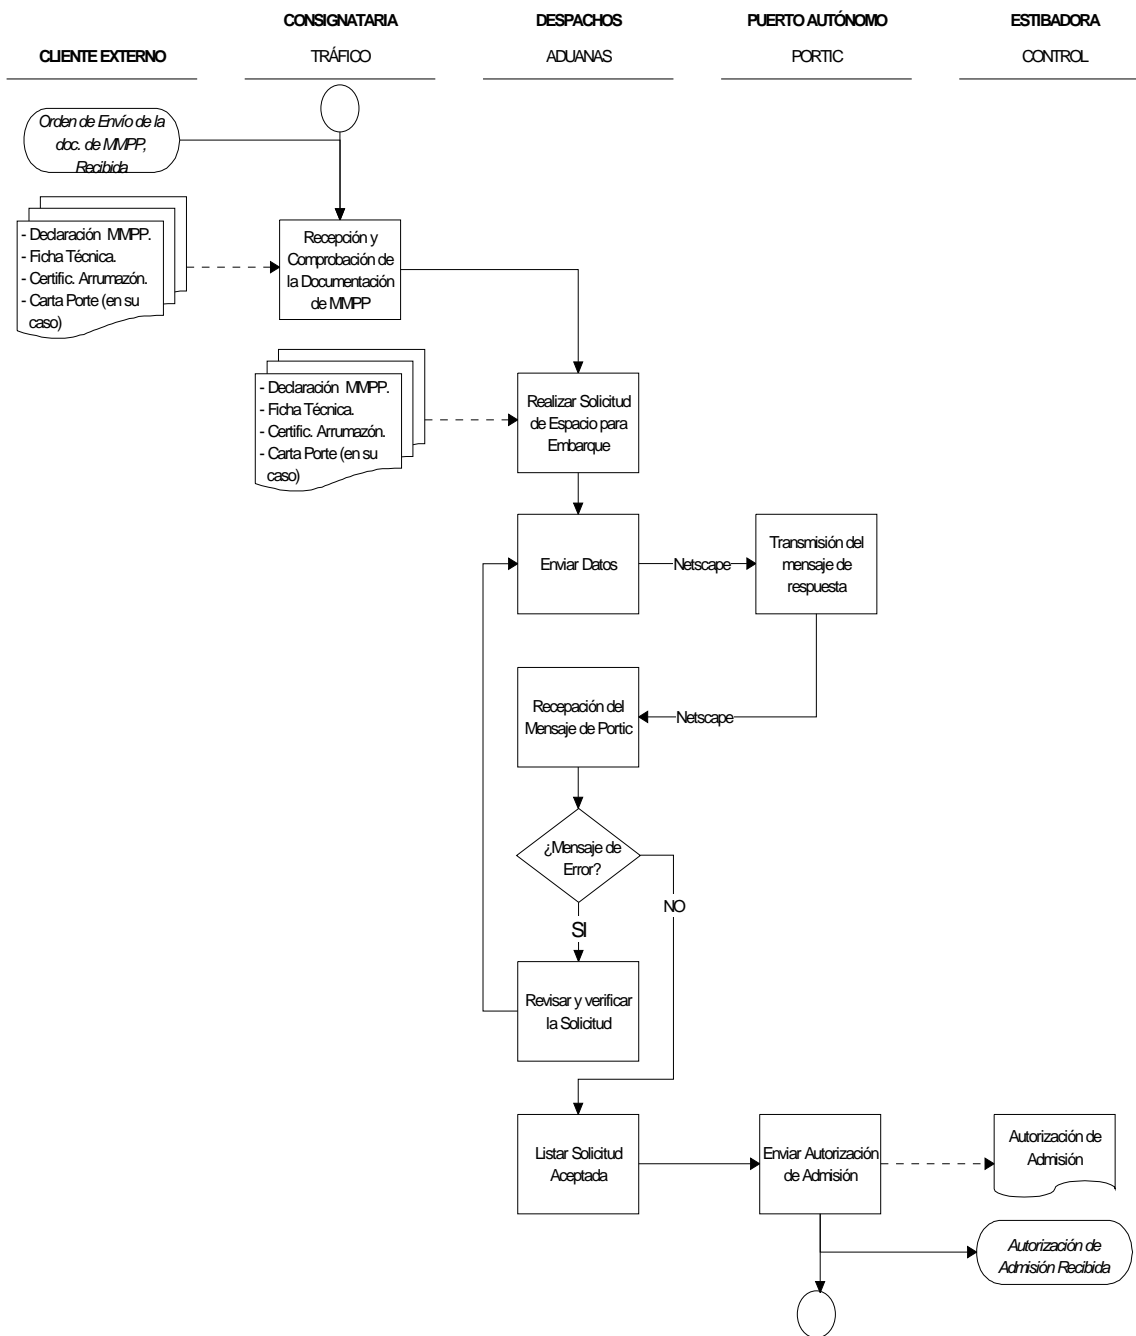 CONSIGNATARIA
DESPACHOS
PUERTO AUTÓNOMO
ESTIBADORA
CLIENTE EXTERNO
TRÁFICO
ADUANAS
PORTIC
CONTROL
Orden de Envío de la
doc. de MMPP,
Recibida
- Declaración MMPP.
- Ficha Técnica.
- Certific. Arrumazón.
- Carta Porte (en su
caso)
Recepción y
Comprobación de
la Documentación
de MMPP
- Declaración MMPP.
- Ficha Técnica.
- Certific. Arrumazón.
- Carta Porte (en su
caso)
Realizar Solicitud
de Espacio para
Embarque
Enviar Datos
Netscape
Transmisión del
mensaje de
respuesta
Recepación del
Mensaje de Portic
Netscape
¿Mensaje de
Error?
NO
SI
Revisar y verificar
la Solicitud
Listar Solicitud
Aceptada
Enviar Autorización
de Admisión
Autorización de
Admisión
Autorización de
Admisión Recibida